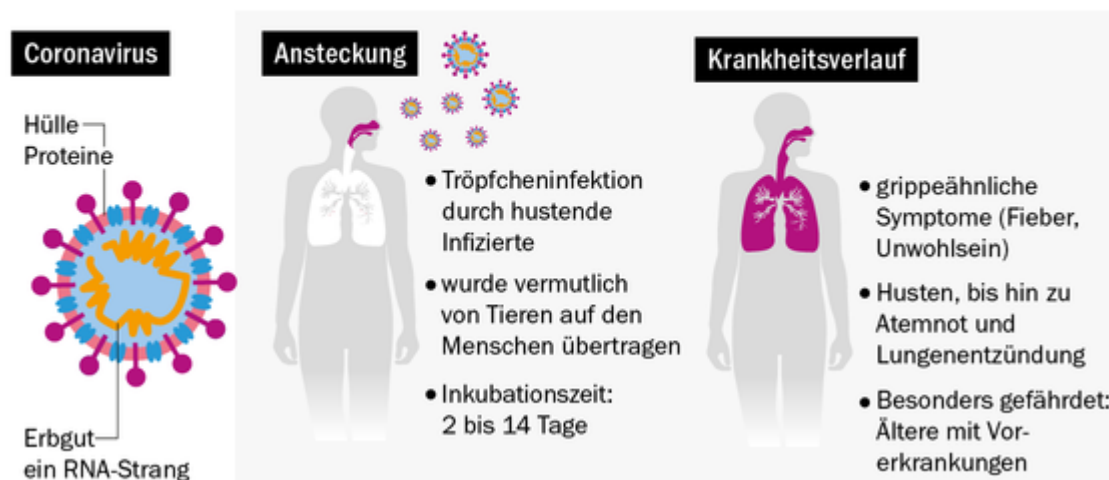 Coronavirus
Hülle
Proteine
Erbgut
ein RNA-Strang
Ansteckung
• Tröpfcheninfektion
durch hustende
Infizierte
• wurde vermutlich
von Tieren auf den
Menschen übertragen
• Inkubationszeit:
2 bis 14 Tage
Krankheitsverlauf
• grippeähnliche
Symptome (Fieber,
Unwohlsein)
• Husten, bis hin zu
Atemnot und
Lungenentzündung
• Besonders gefährdet:
Ältere mit Vor-
erkrankungen